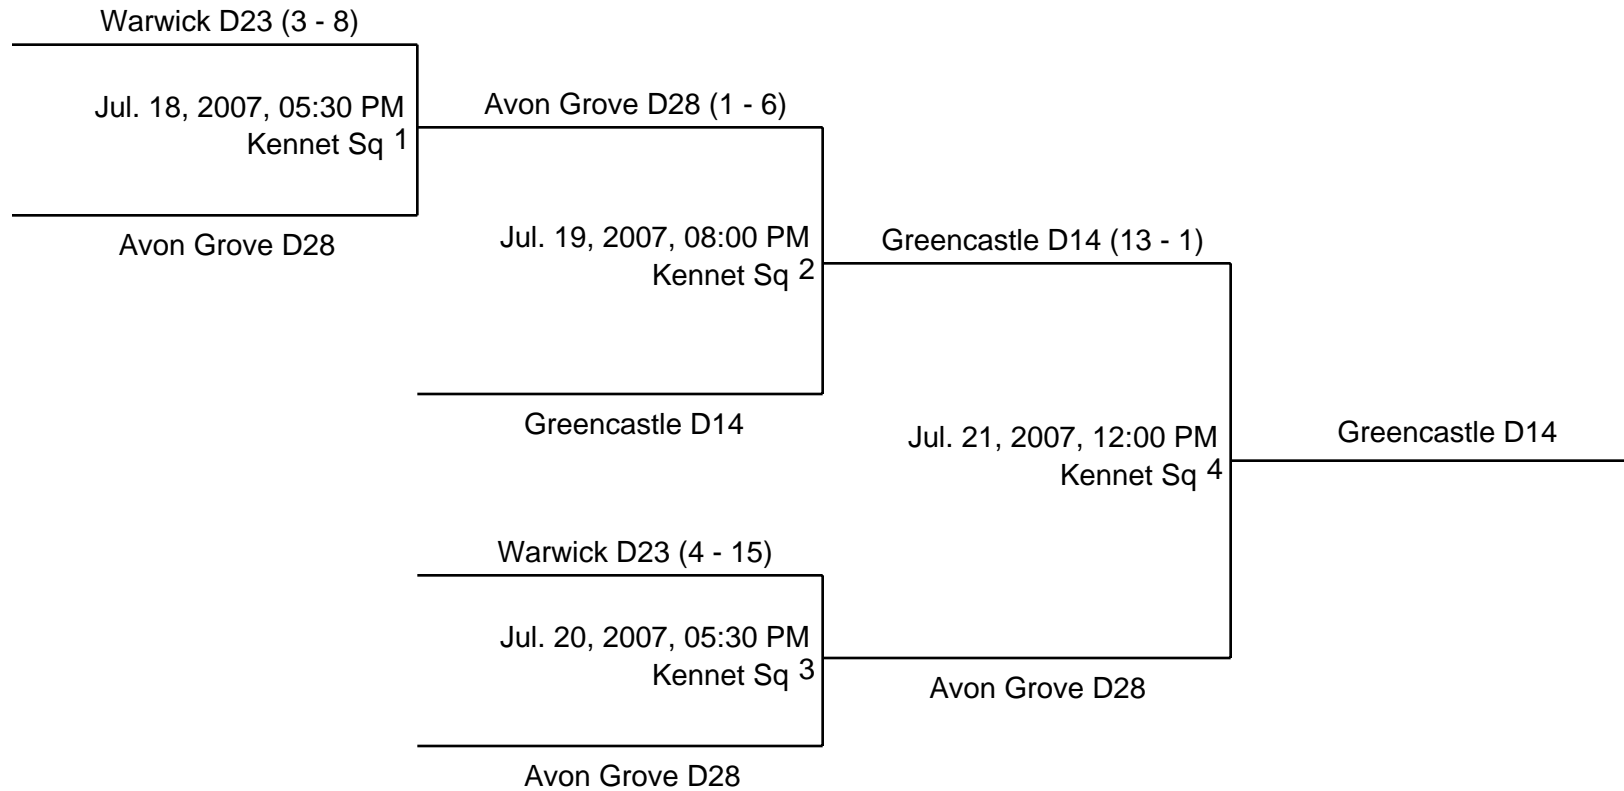 Warwick D23 (3 - 8)
Jul. 18, 2007, 05:30 PM
Kennet Sq 1
Avon Grove D28
Avon Grove D28 (1 - 6)
Jul. 19, 2007, 08:00 PM
Kennet Sq 2
Greencastle D14
Greencastle D14 (13 - 1)
Jul. 21, 2007, 12:00 PM
Kennet Sq 4
Greencastle D14
Warwick D23 (4 - 15)
Jul. 20, 2007, 05:30 PM
Kennet Sq 3
Avon Grove D28
Avon Grove D28